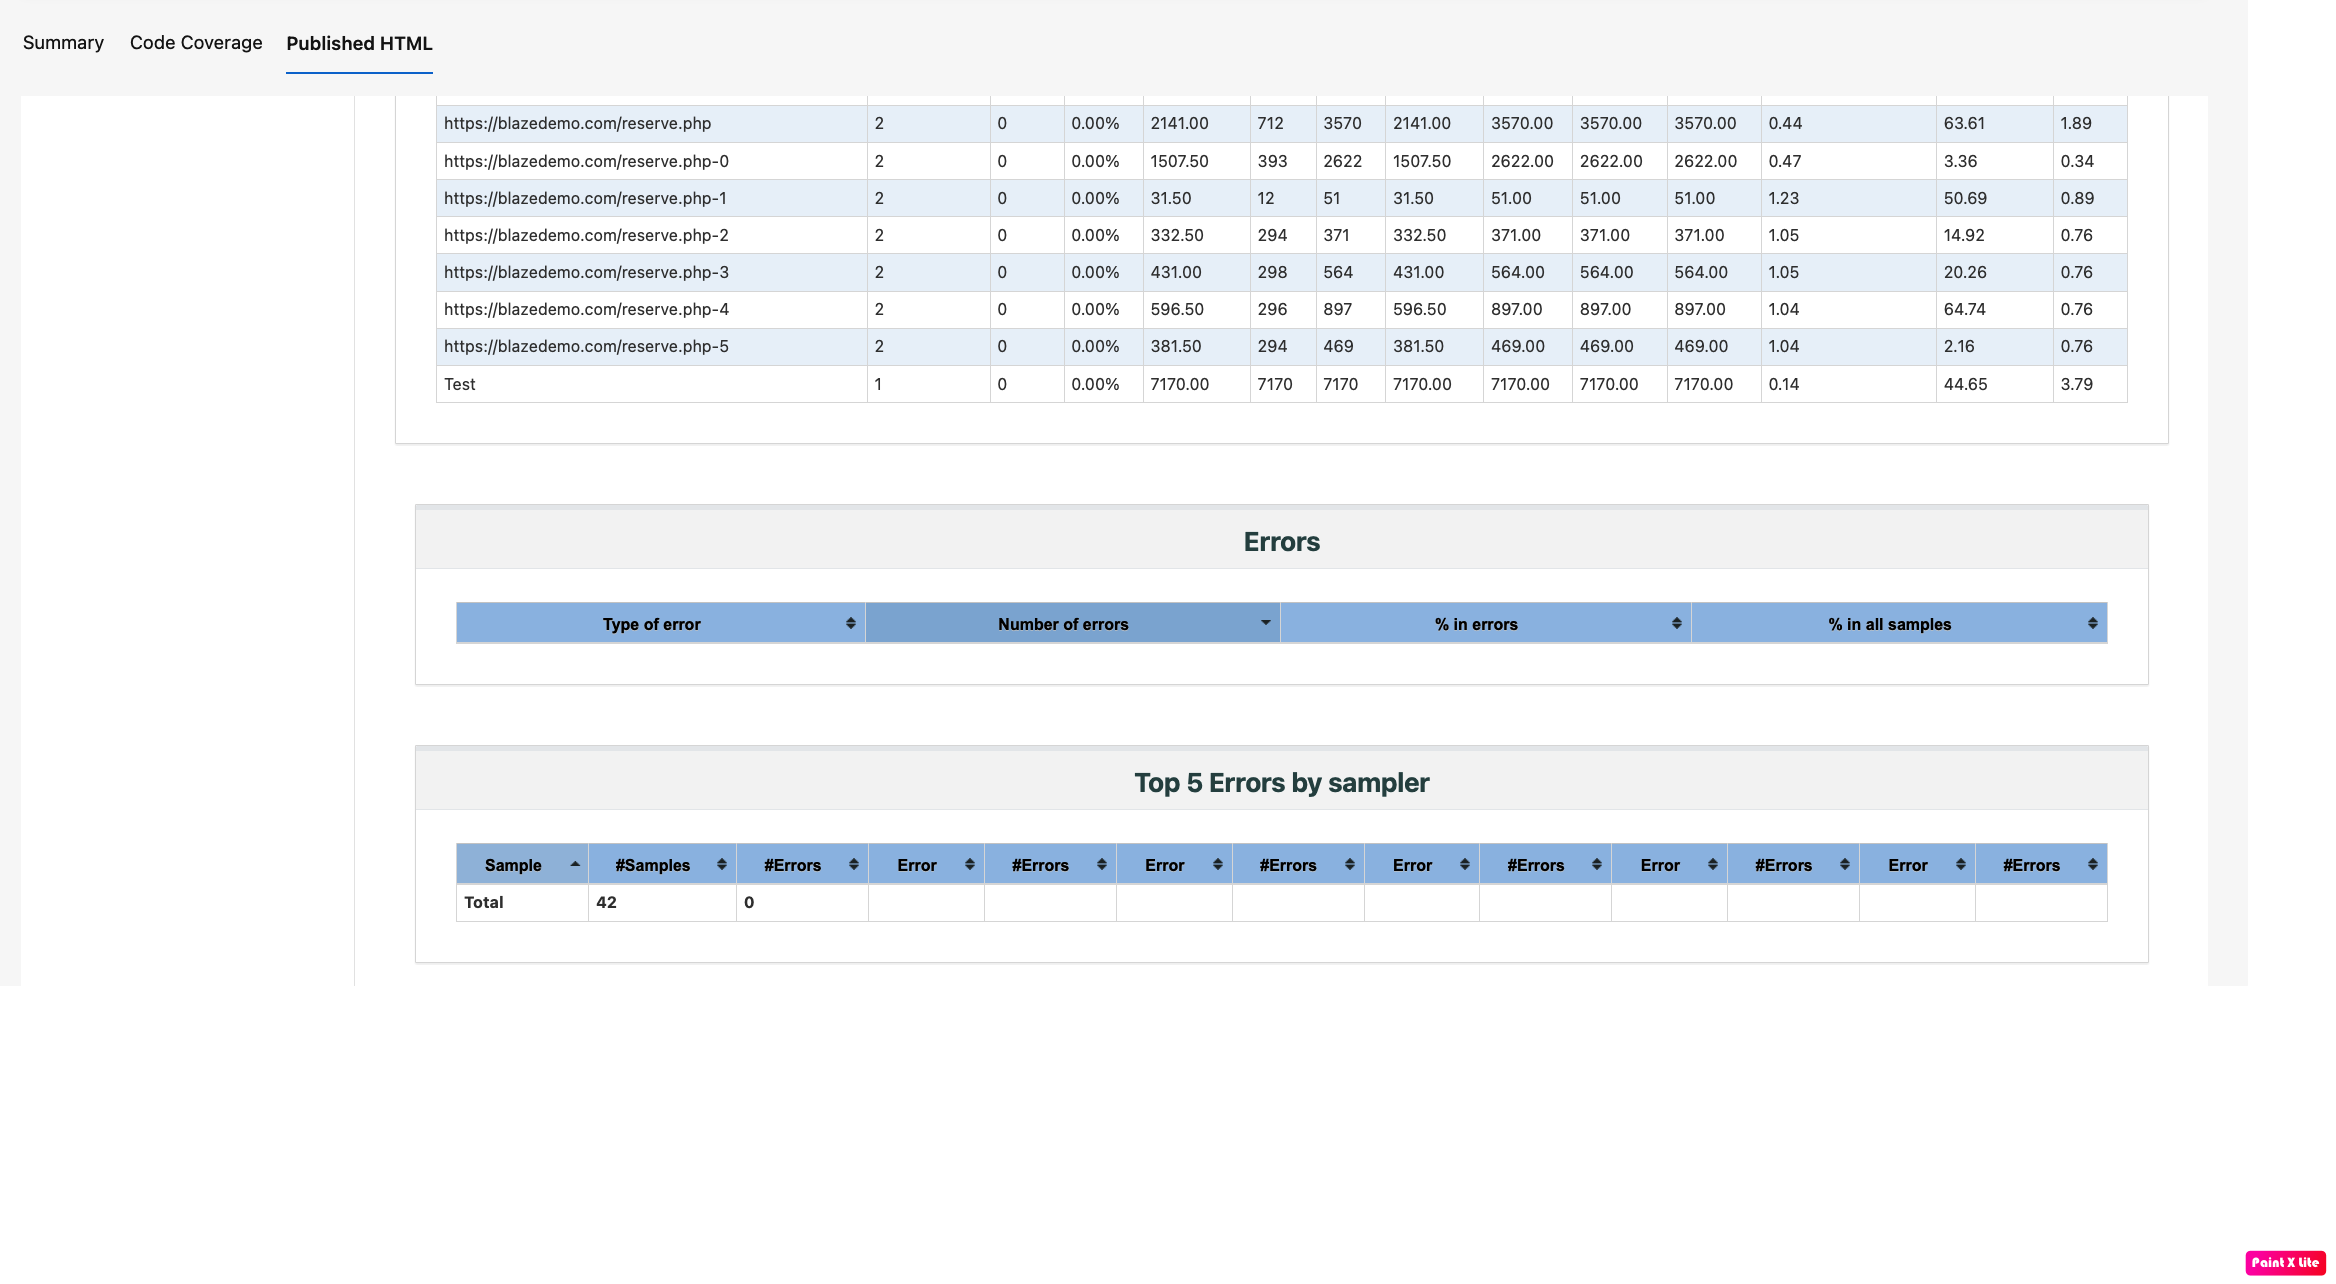 Summary Code Coverage Published HTML
https://blazedemo.com/reserve.php 2 0 0.00% 2141.00 712 3570 2141.00 3570.00 3570.00 3570.00 0.44 63.61 1.89
https://blazedemo.com/reserve.php-0 2 0 0.00% 1507.50 393 2622 1507.50 2622.00 2622.00 2622.00 0.47 3.36 0.34
https://blazedemo.com/reserve.php-1 2 0 0.00% 31.50 12 51 31.50 51.00 51.00 51.00 1.23 50.69 0.89
https://blazedemo.com/reserve.php-2 2 0 0.00% 332.50 294 371 332.50 371.00 371.00 371.00 1.05 14.92 0.76
https://blazedemo.com/reserve.php-3 2 0 0.00% 431.00 298 564 431.00 564.00 564.00 564.00 1.05 20.26 0.76
https://blazedemo.com/reserve.php-4 2 0 0.00% 596.50 296 897 596.50 897.00 897.00 897.00 1.04 64.74 0.76
https://blazedemo.com/reserve.php-5 2 0 0.00% 381.50 294 469 381.50 469.00 469.00 469.00 1.04 2.16 0.76
Test 1 0 0.00% 7170.00 7170 7170 7170.00 7170.00 7170.00 7170.00 0.14 44.65 3.79
Errors
Type of error Number of errors % in errors % in all samples
Top 5 Errors by sampler
Sample #Samples #Errors Error #Errors Error #Errors Error #Errors Error #Errors Error #Errors
Total 42 0
Paint X Lite